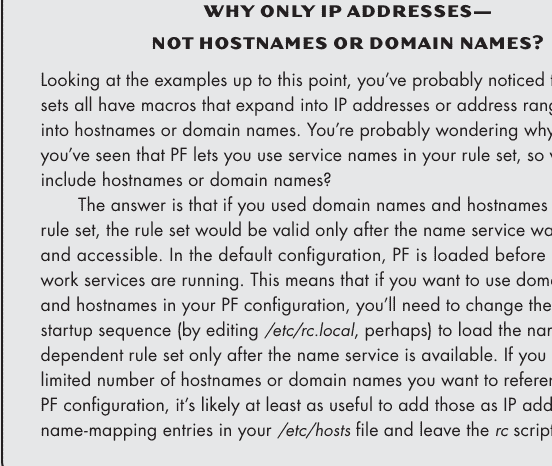 WHY ONLY IP ADDRESSES—
NOT HOSTNAMES OR DOMAIN NAMES?
Looking at the examples up to this point, you've probably noticed
sets all have macros that expand into IP addresses or address
into hostnames or domain names. You're probably wondering why
you've seen that PF lets you use service names in your rule set, so
include hostnames or domain names?
The answer is that if you used domain names and hostnames
rule set, the rule set would be valid only after the name service
and accessible. In the default configuration, PF is loaded before
work services are running. This means that if you want to use
and hostnames in your PF configuration, you'll need to change the
startup sequence (by editing /etc/rc.local, perhaps) to load the
dependent rule set only after the name service is available. If you
limited number of hostnames or domain names you want to
PF configuration, it's likely at least as useful to add those as IP
name-mapping entries in your /etc/hosts file and leave the rc